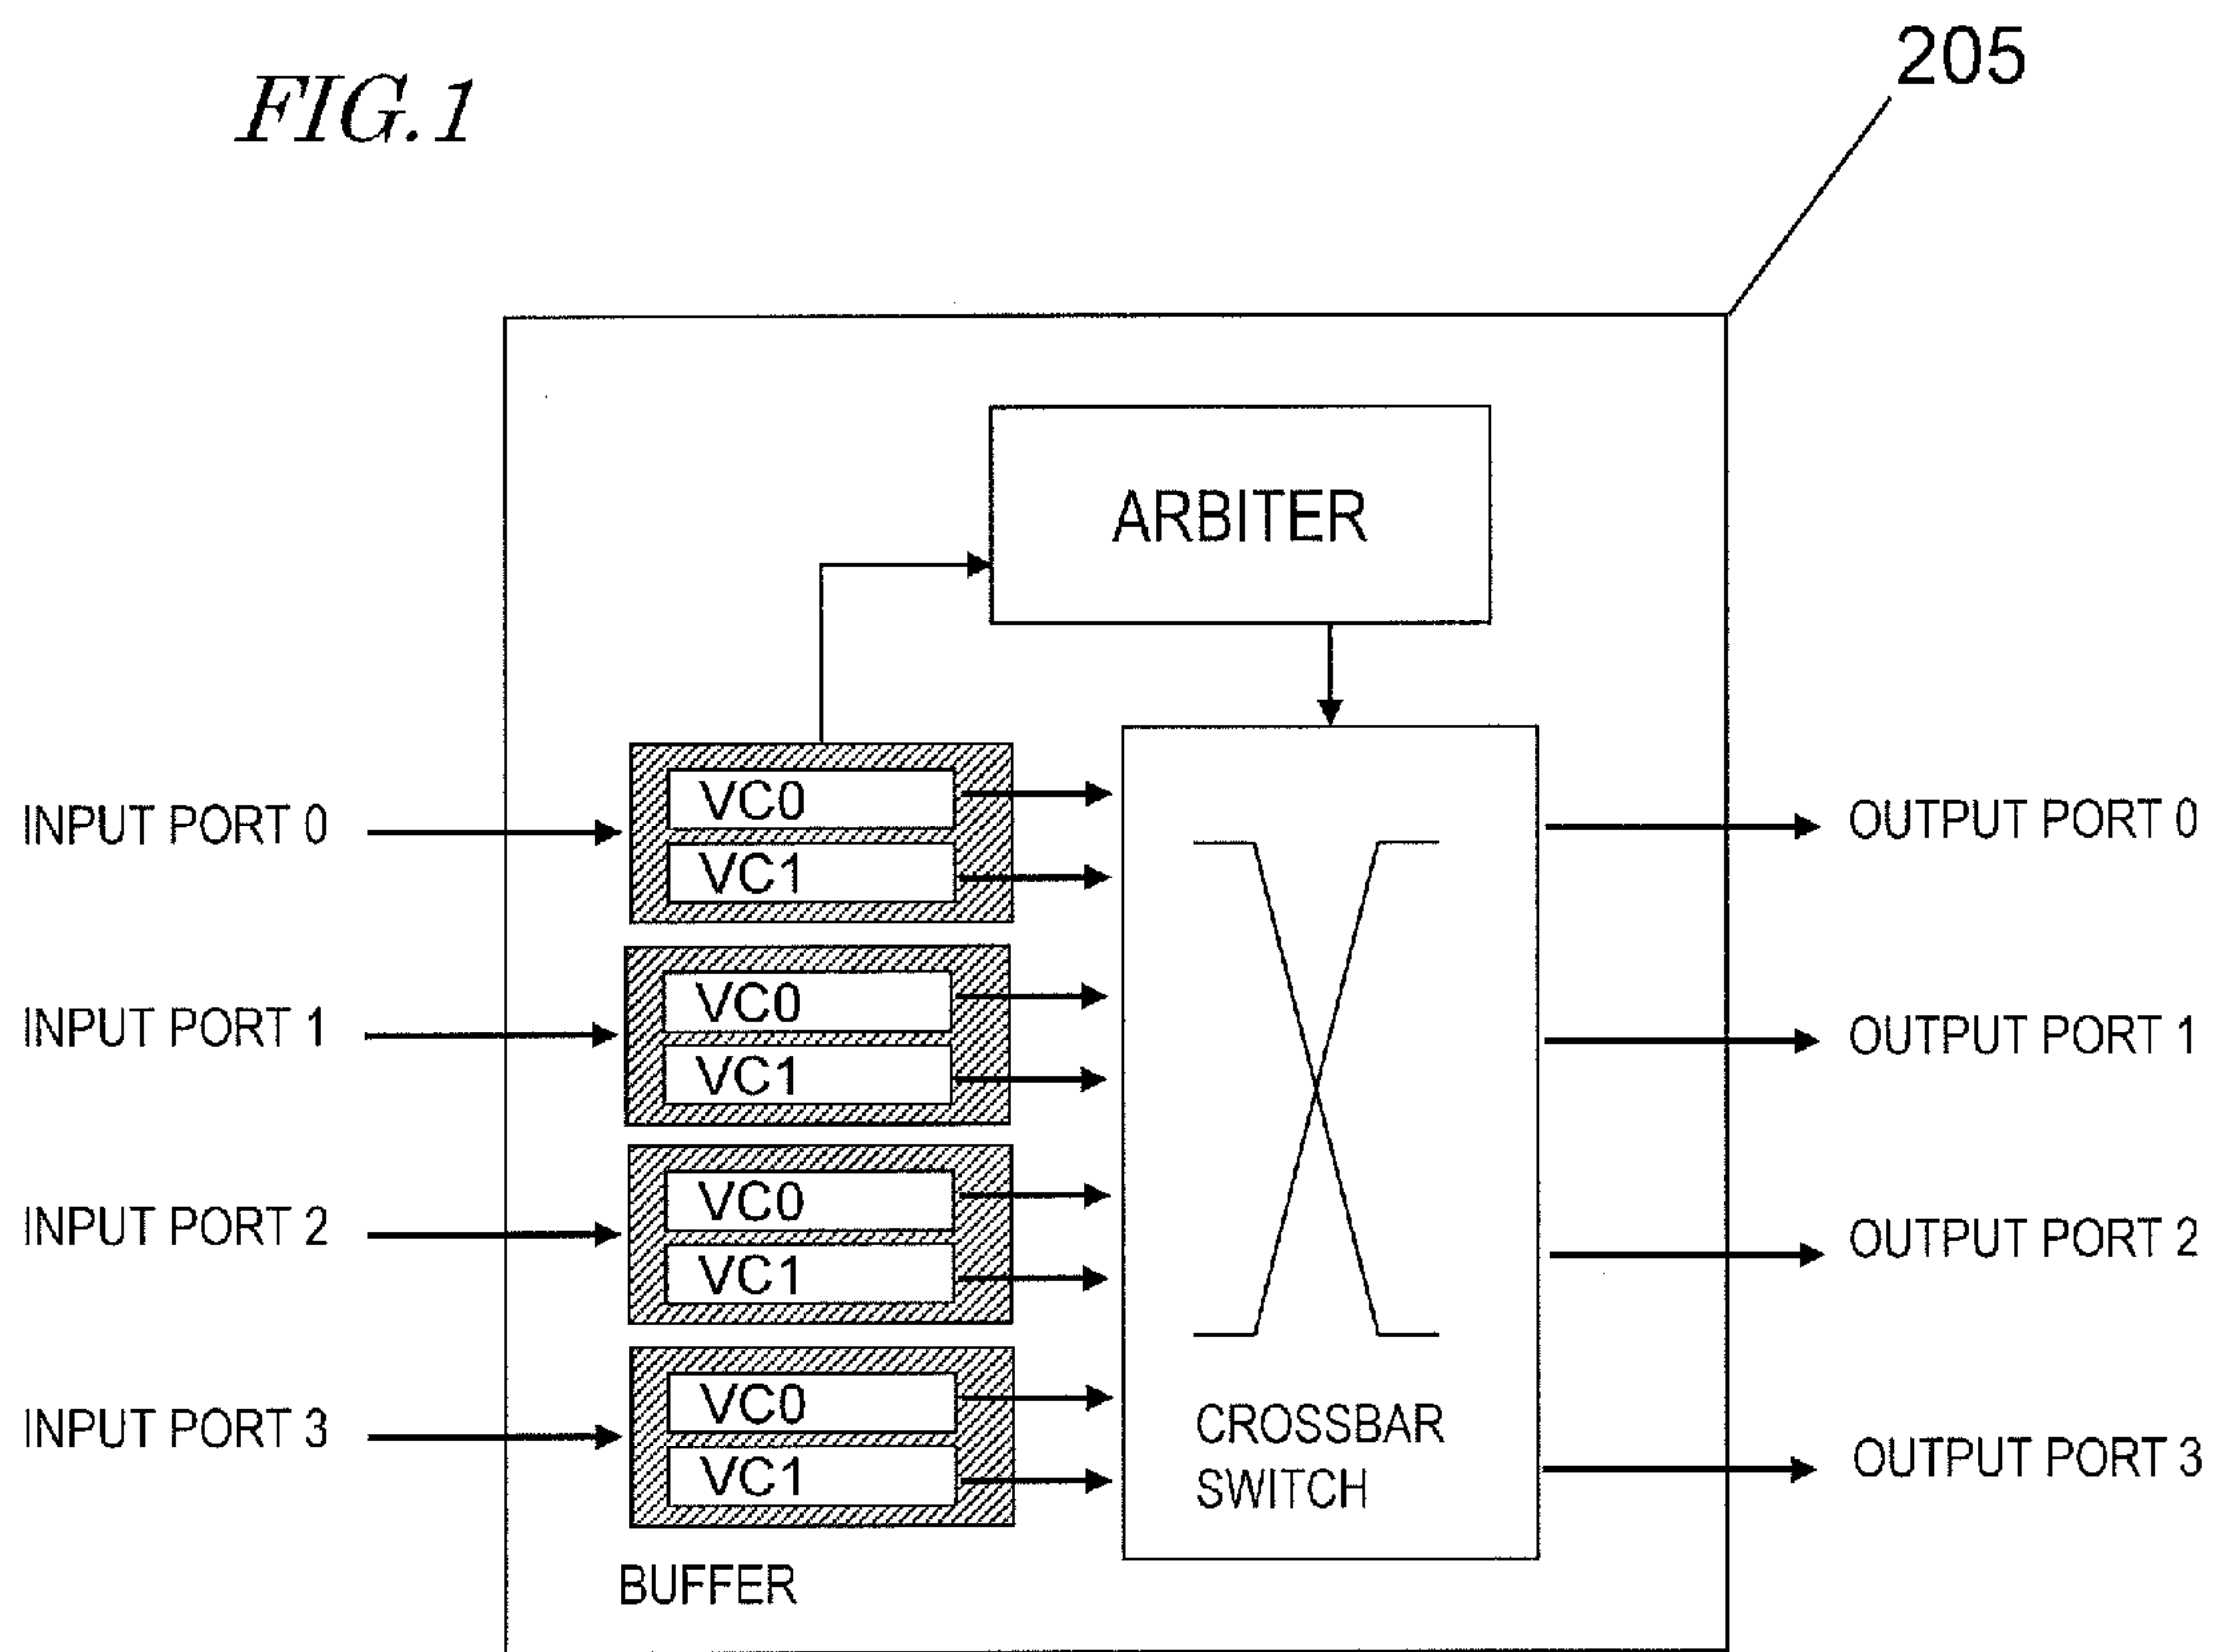 FIG.1
205
ARBITER
INPUT PORT 0
VC0
VC1
OUTPUT PORT 0
INPUT PORT 1
VC0
VC1
OUTPUT PORT 1
INPUT PORT 2
VC0
VC1
OUTPUT PORT 2
INPUT PORT 3
VC0
VC1
CROSSBAR
SWITCH
OUTPUT PORT 3
BUFFER